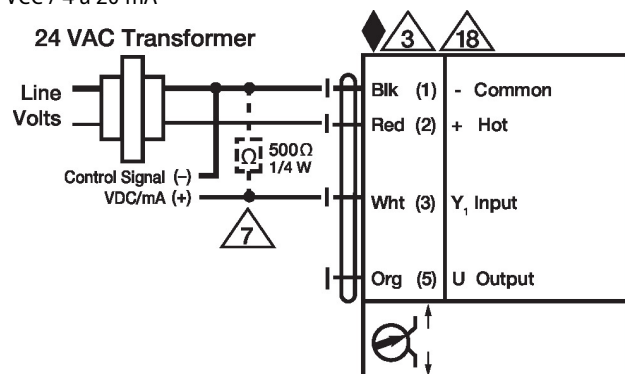 Vcc / 4 à 20 mA
24 VAC Transformer
3
18
Line
Volts
Blk (1) - Common
Red (2) + Hot
Ω
500Ω
1/4 W
Control Signal (–)
VDC/mA (+)
Wht (3) Y1 Input
7
Org (5) U Output